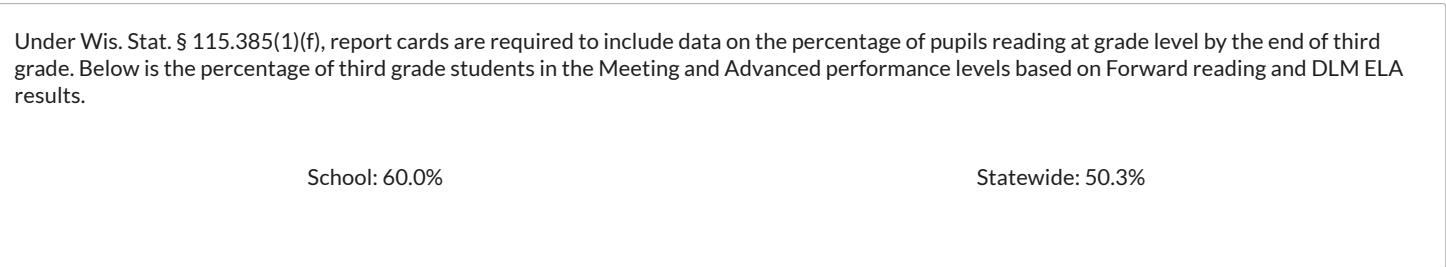 Under Wis. Stat. § 115.385(1)(f), report cards are required to include data on the percentage of pupils reading at grade level by the end of third
grade. Below is the percentage of third grade students in the Meeting and Advanced performance levels based on Forward reading and DLM ELA
results.
School: 60.0%
Statewide: 50.3%